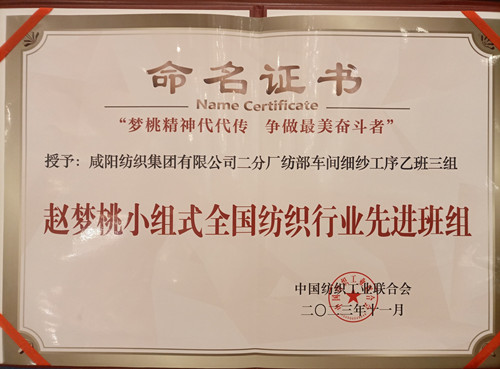 命名证书
Name Certificate
“梦桃精神代代传 争做最美奋斗者”
授予：咸阳纺织集团有限公司二分厂纺部车间细纱工序乙班三组
赵梦桃小组式全国纺织行业先进班组
中国纺织工业联合会
二〇二三年十一月